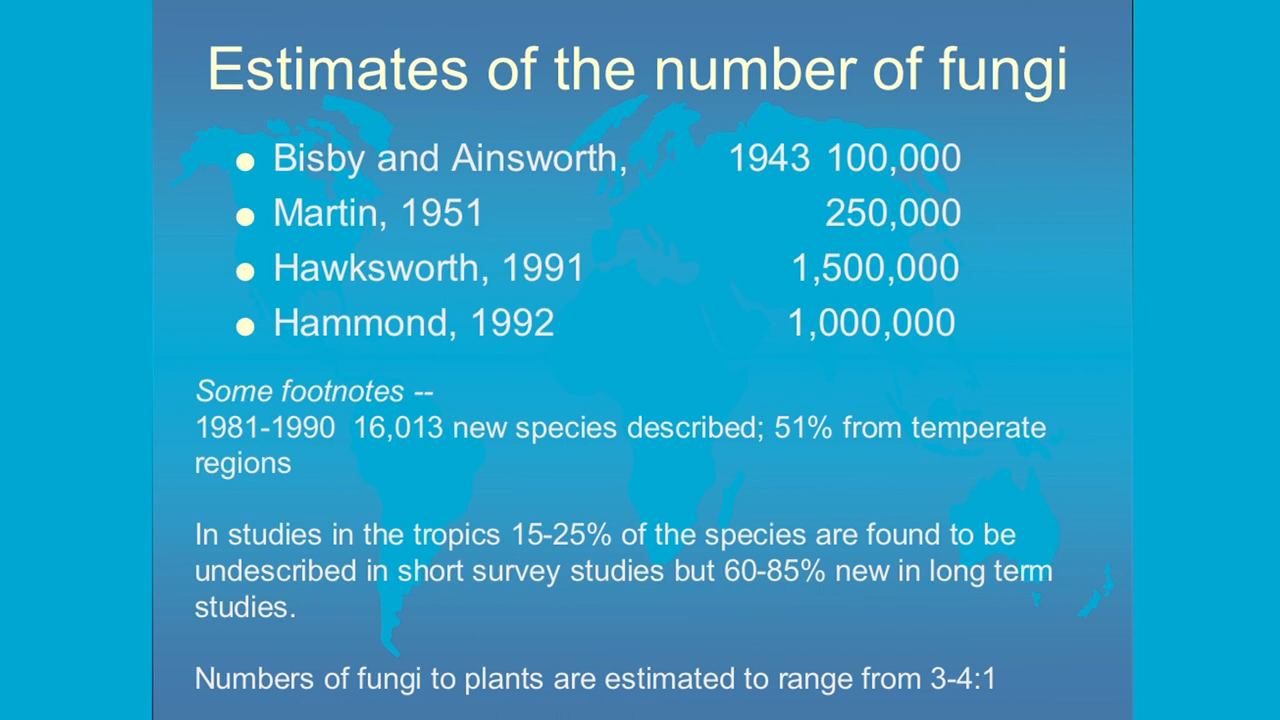 Estimates of the number of fungi
● Bisby and Ainsworth, 1943 100,000
● Martin, 1951 250,000
● Hawksworth, 1991 1,500,000
● Hammond, 1992 1,000,000
Some footnotes --
1981-1990 16,013 new species described; 51% from temperate
regions
In studies in the tropics 15-25% of the species are found to be
undescribed in short survey studies but 60-85% new in long term
studies.
Numbers of fungi to plants are estimated to range from 3-4:1